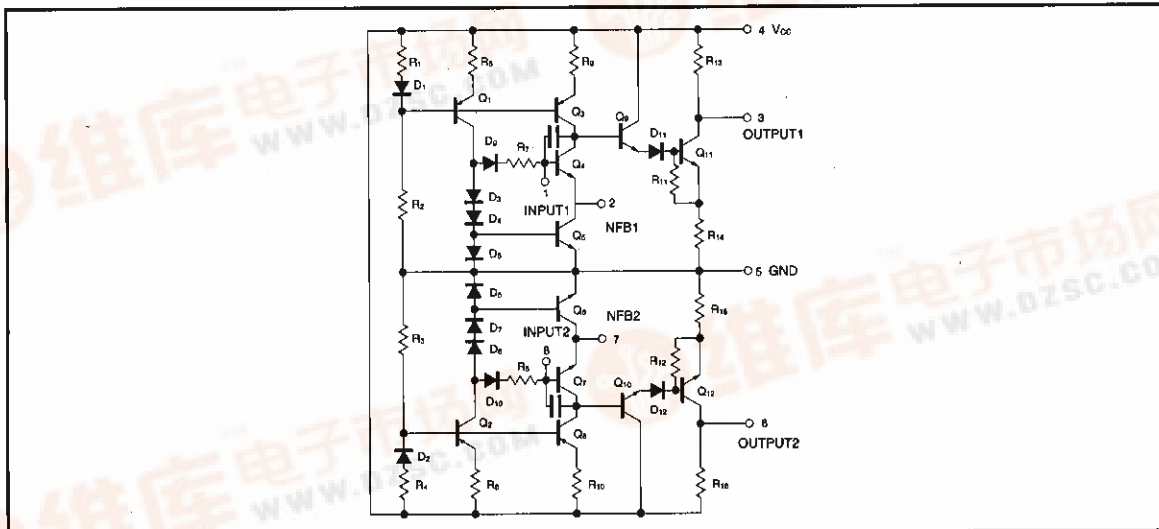 4 Vcc
R1
R5
R9
R13
D1
Q1
Q3
Q9
3
OUTPUT1
D9
R7
Q4
D11
Q11
R11
1
INPUT1
2
NFB1
R2
D3
D4
D5
Q5
R14
5 GND
D6
D7
D8
Q6
NFB2
7
R15
R3
INPUT2
8
R12
D10
Q7
Q10
D12
Q12
Q2
Q8
6
OUTPUT2
D2
R4
R6
R10
R16
维库电子市场网
WWW.DZSC.COM